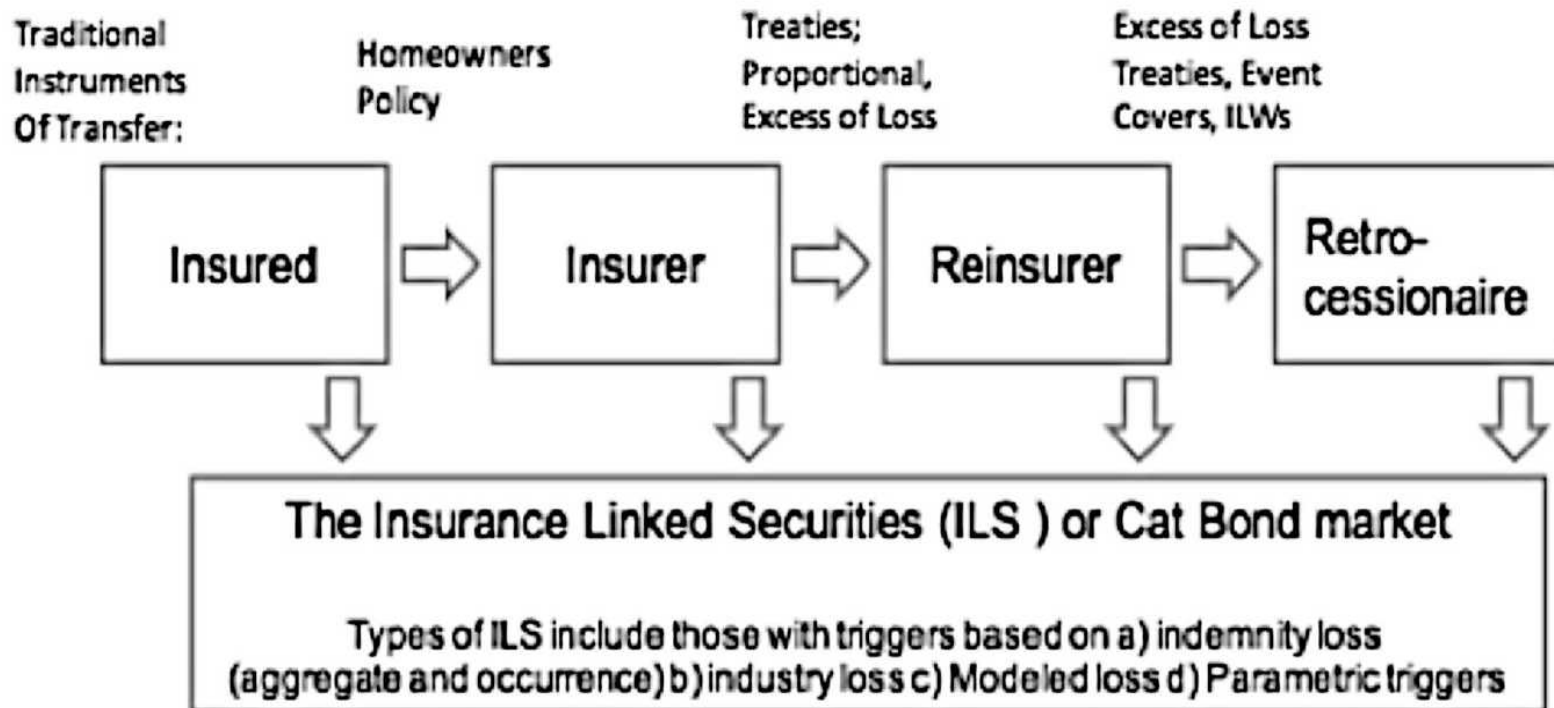 Traditional
Instruments
Of Transfer:
Homeowners
Policy
Treaties;
Proportional,
Excess of Loss
Excess of Loss
Treaties, Event
Covers, ILWs
Insured
Insurer
Reinsurer
Retro-
cessionaire
The Insurance Linked Securities (ILS ) or Cat Bond market
Types of ILS include those with triggers based on a) indemnity loss
(aggregate and occurrence) b) industry loss c) Modeled loss d) Parametric triggers